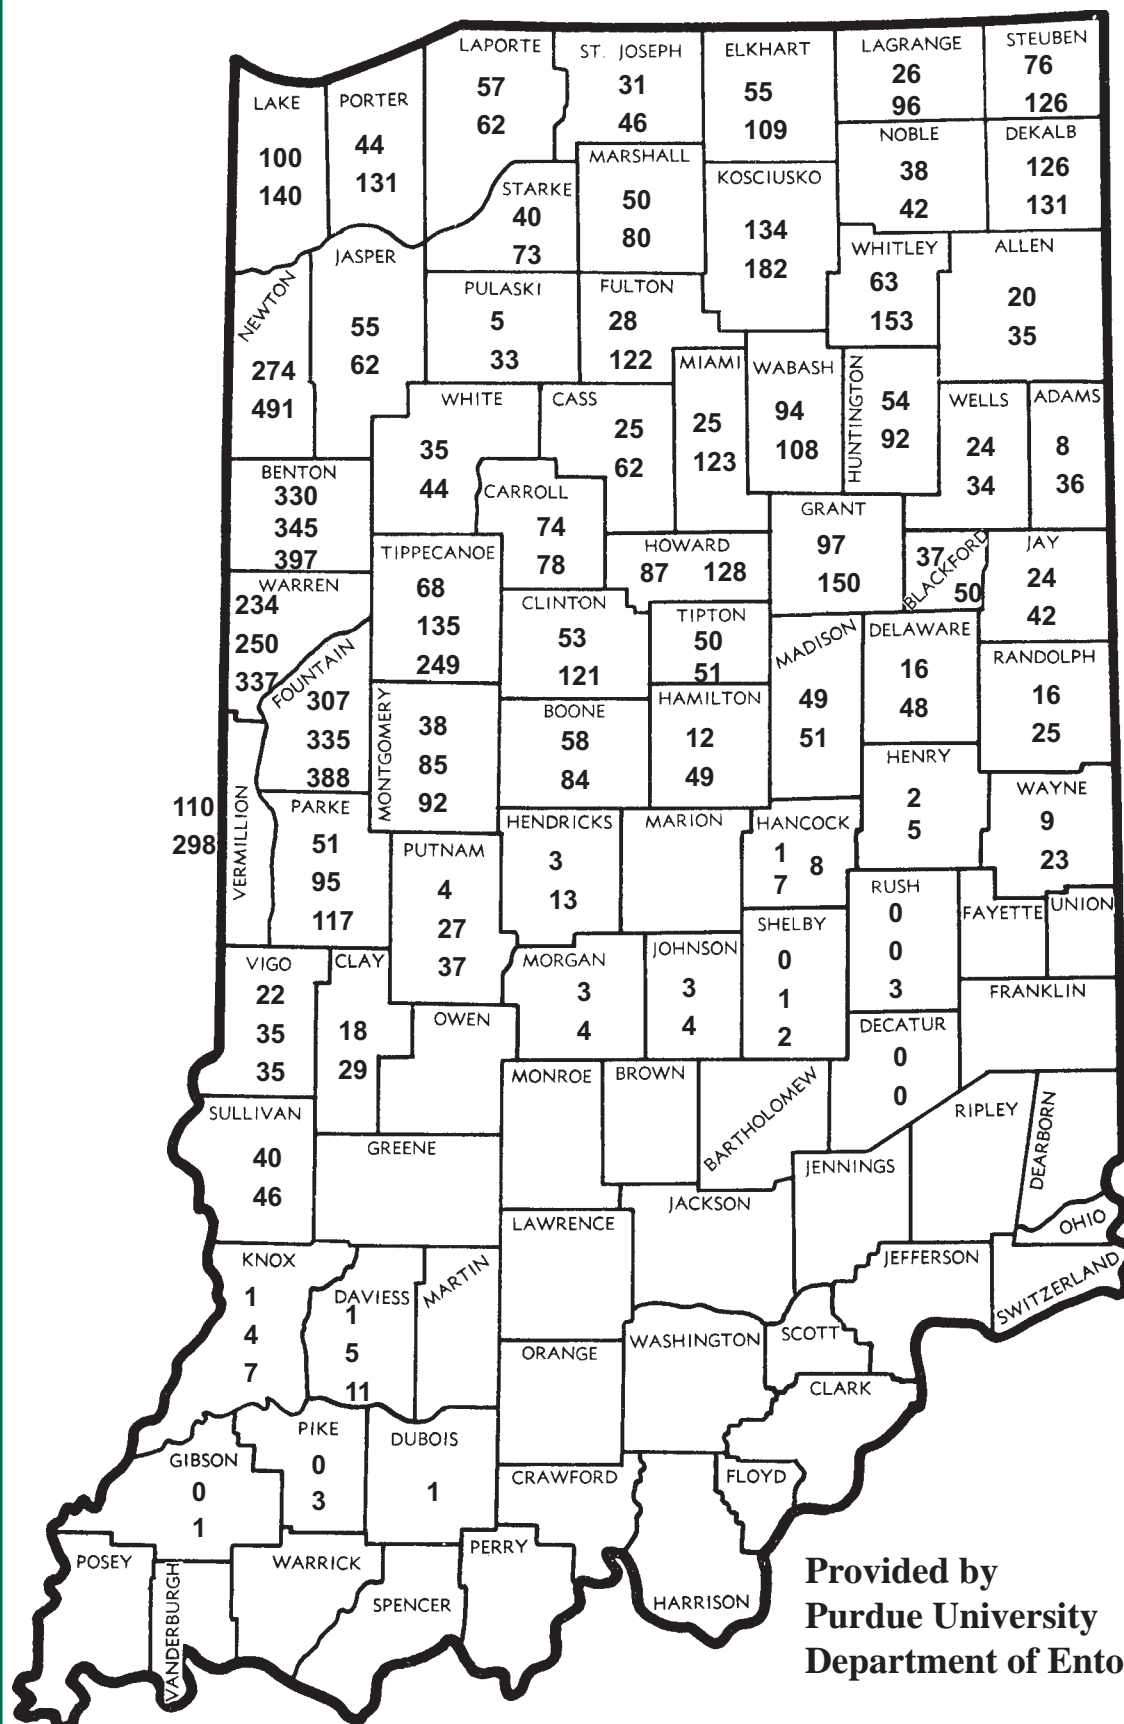 LAPORTE
57
62
ST. JOSEPH
31
46
ELKHART
55
109
LAGRANGE
26
96
STEUBEN
76
126
LAKE
100
140
PORTER
44
131
STARKE
40
73
MARSHALL
50
80
KOSCIUSKO
134
182
NOBLE
38
42
DEKALB
126
131
NEWTON
274
491
JASPER
55
62
PULASKI
5
33
FULTON
28
122
WHITLEY
63
153
ALLEN
20
35
WHITE
35
44
CASS
25
62
MIAMI
25
123
WABASH
94
108
HUNTINGTON
54
92
WELLS
24
34
ADAMS
8
36
BENTON
330
345
397
CARROLL
74
78
GRANT
97
150
TIPPECANOE
68
135
249
HOWARD
87 128
BLACKFORD
37
50
JAY
24
42
WARREN
234
250
337
FOUNTAIN
307
335
388
CLINTON
53
121
TIPTON
50
51
MADISON
49
51
DELAWARE
16
48
RANDOLPH
16
25
MONTGOMERY
38
85
92
BOONE
58
84
HAMILTON
12
49
HENRY
2
5
WAYNE
9
23
110
298
VERMILLION
PARKE
51
95
117
PUTNAM
4
27
37
HENDRICKS
3
13
MARION
HANCOCK
1
8
7
RUSH
0
0
3
FAYETTE
UNION
SHELBY
0
1
2
VIGO
22
35
35
CLAY
18
29
MORGAN
3
4
JOHNSON
3
4
FRANKLIN
OWEN
DECATUR
0
0
MONROE
BROWN
BARTHOLOMEW
SULLIVAN
40
46
GREENE
RIPLEY
DEARBORN
JENNINGS
JACKSON
LAWRENCE
OHIO
KNOX
1
4
7
DAVIESS
1
5
11
MARTIN
JEFFERSON
SWITZERLAND
ORANGE
WASHINGTON
SCOTT
CLARK
GIBSON
0
1
PIKE
0
3
DUBOIS
1
CRAWFORD
FLOYD
POSEY
VANDERBURGH
WARRICK
SPENCER
PERRY
HARRISON
Provided by
Purdue University
Department of Ento